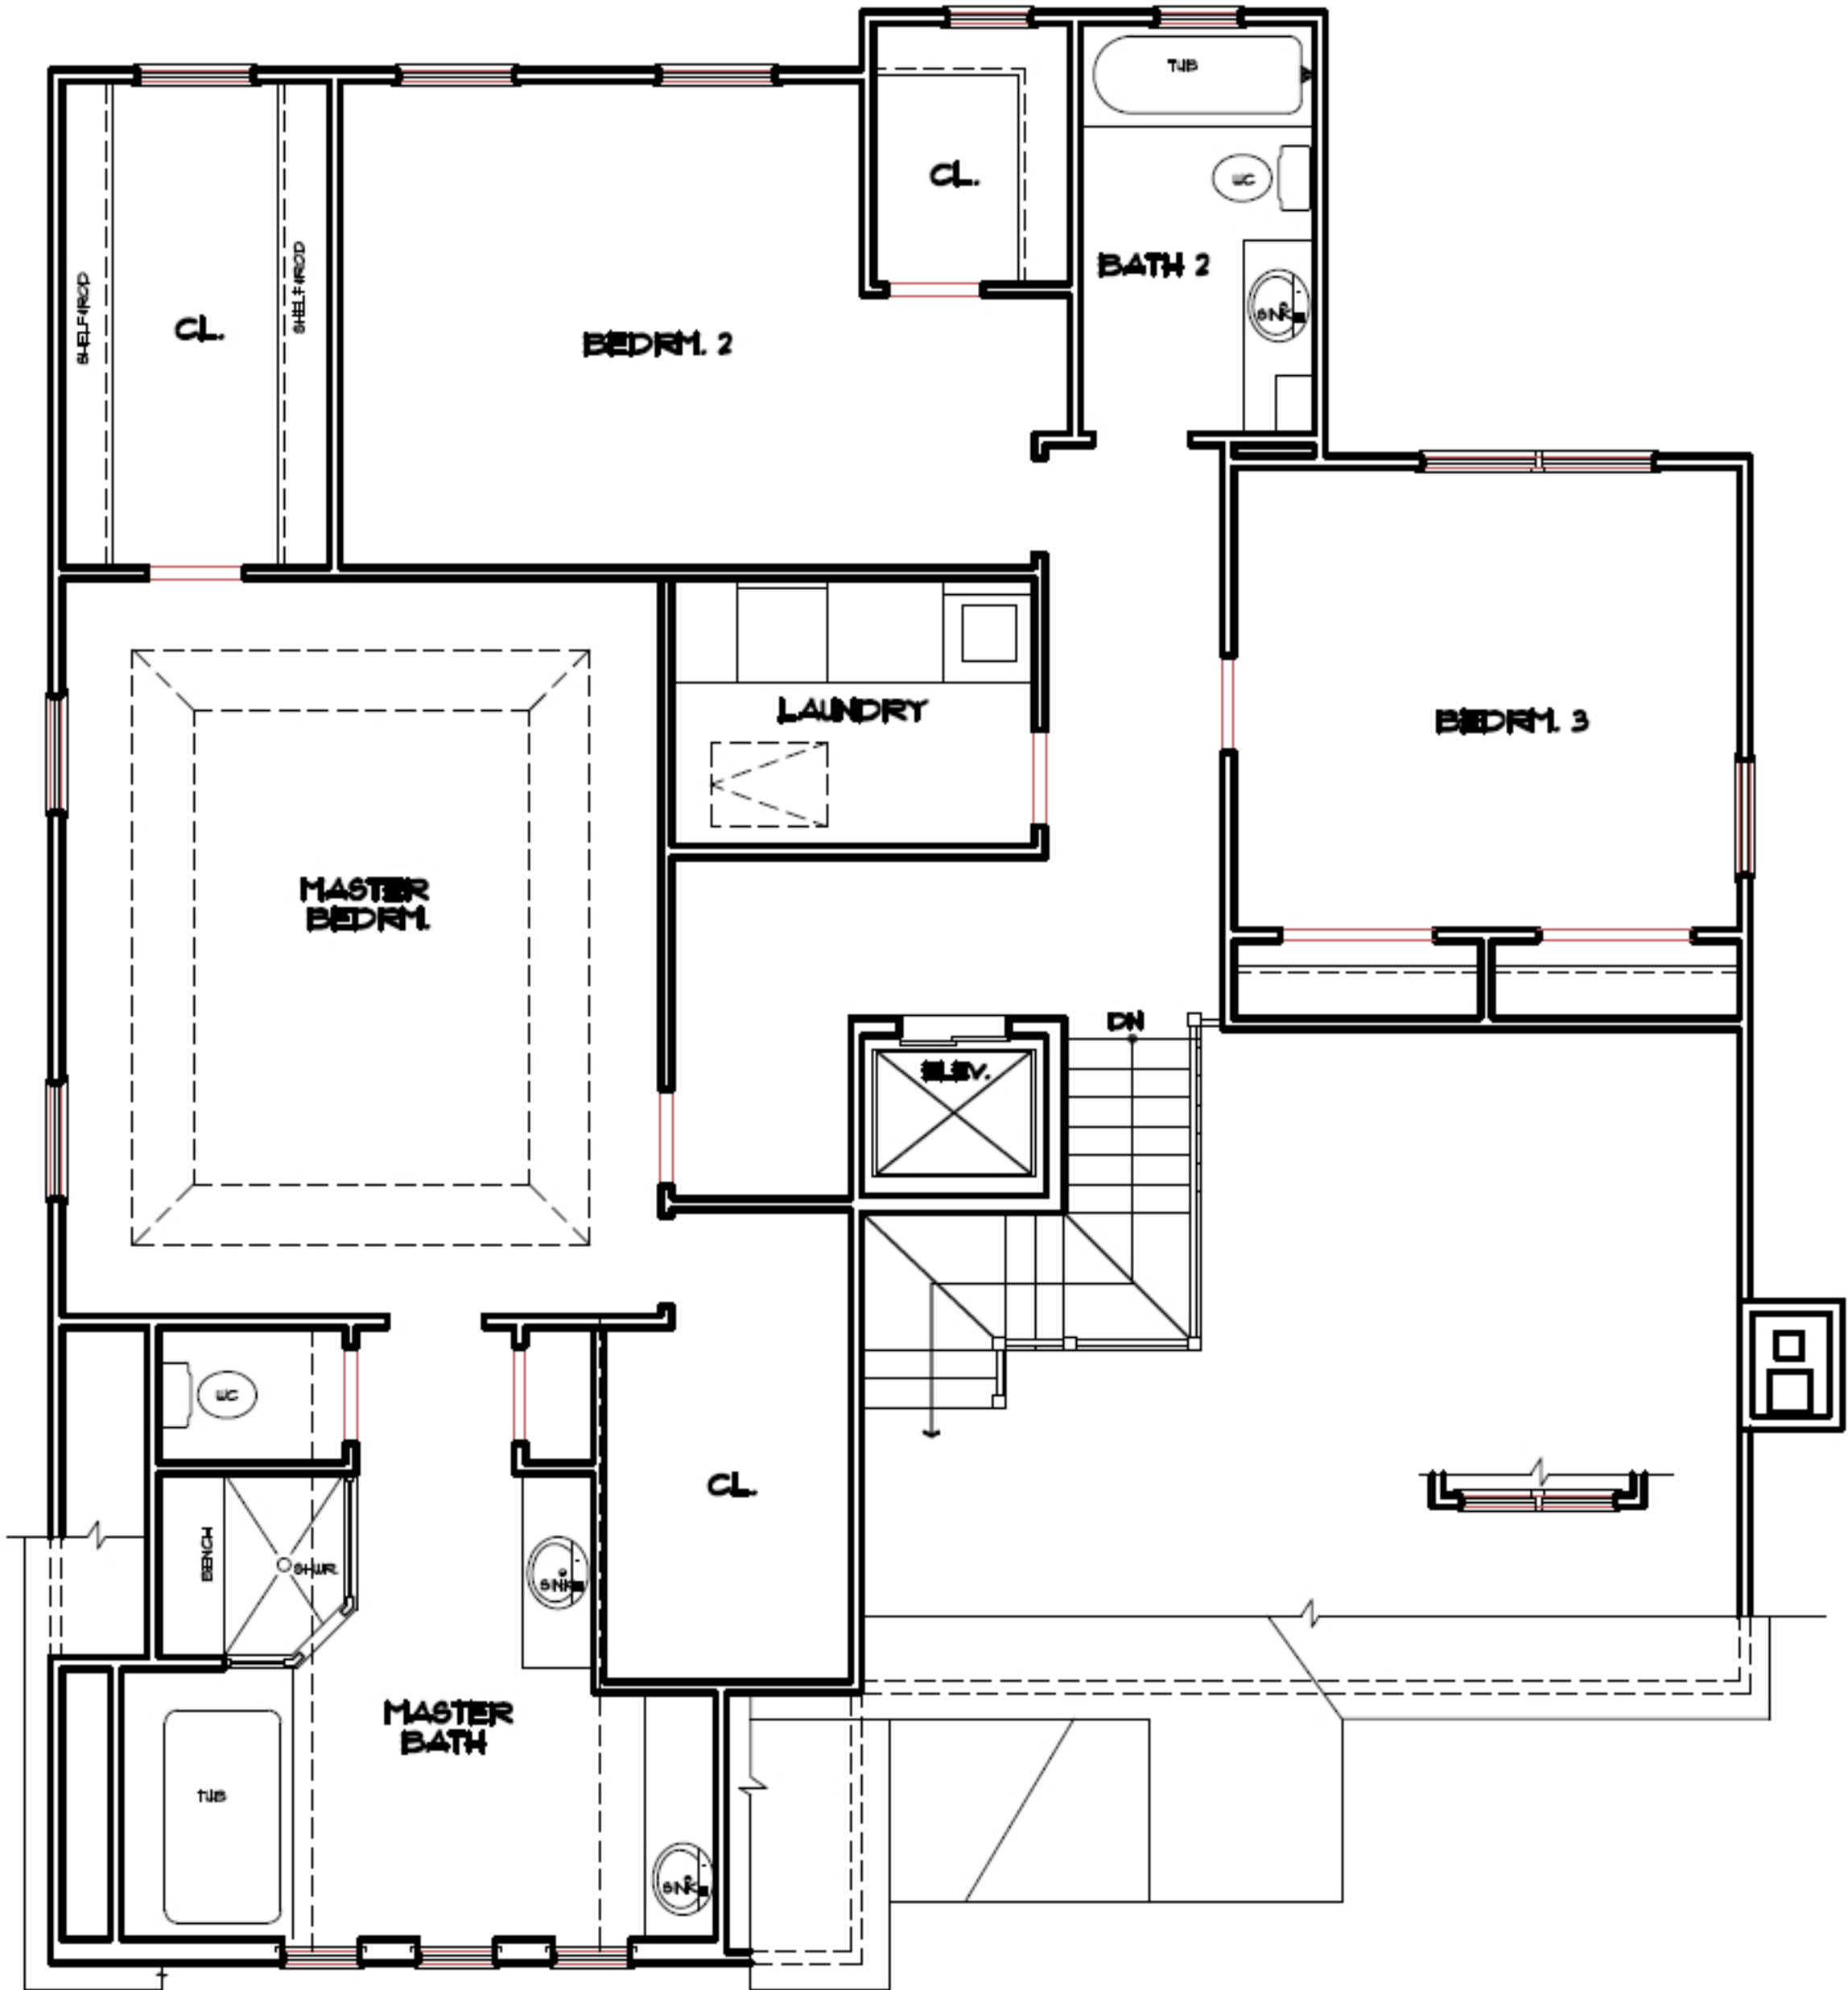 TUB
WC
CL.
BATH 2
SHELF&ROD
SHELF&ROD
CL.
SINK
BEDRM. 2
LAUNDRY
BEDRM. 3
MASTER
BEDRM.
DN
ELEV.
WC
CL.
BENCH
SHWR.
SINK
MASTER
BATH
TUB
SINK